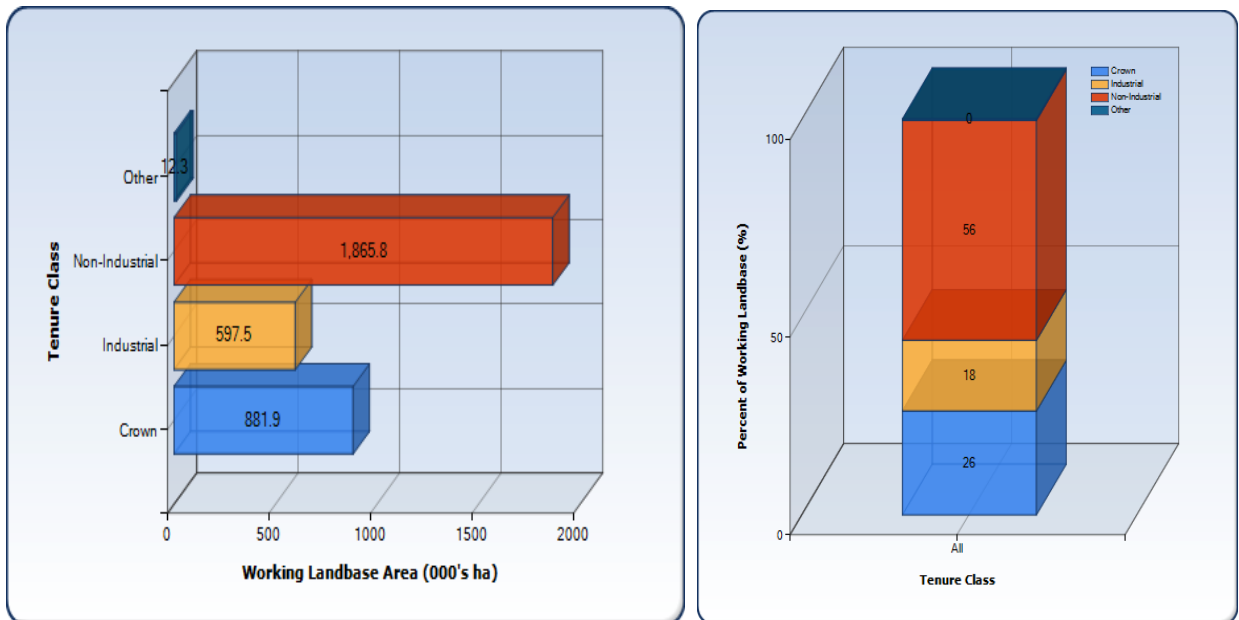 Tenure Class
Other
12.3
Non-Industrial
1,865.8
Industrial
597.5
Crown
881.9
0 500 1000 1500 2000
Working Landbase Area (000's ha)
Percent of Working Landbase (%)
100
50
0
Crown
Industrial
Non-Industrial
Other
0
56
18
26
All
Tenure Class